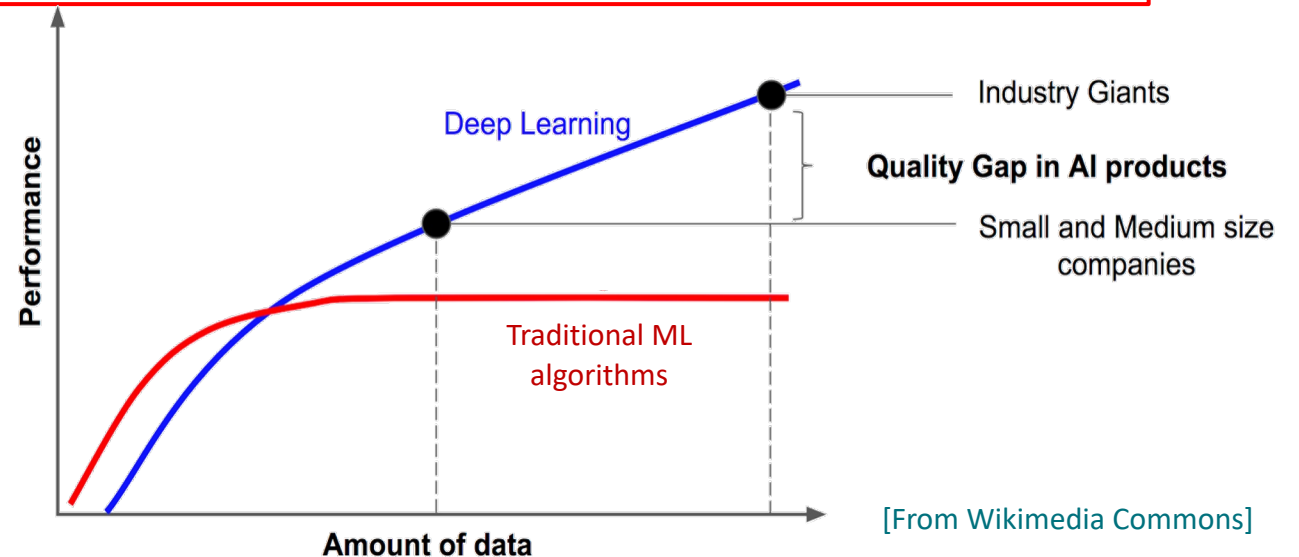 Industry Giants
Deep Learning
Quality Gap in AI products
Small and Medium size
companies
Performance
Traditional ML
algorithms
[From Wikimedia Commons]
Amount of data